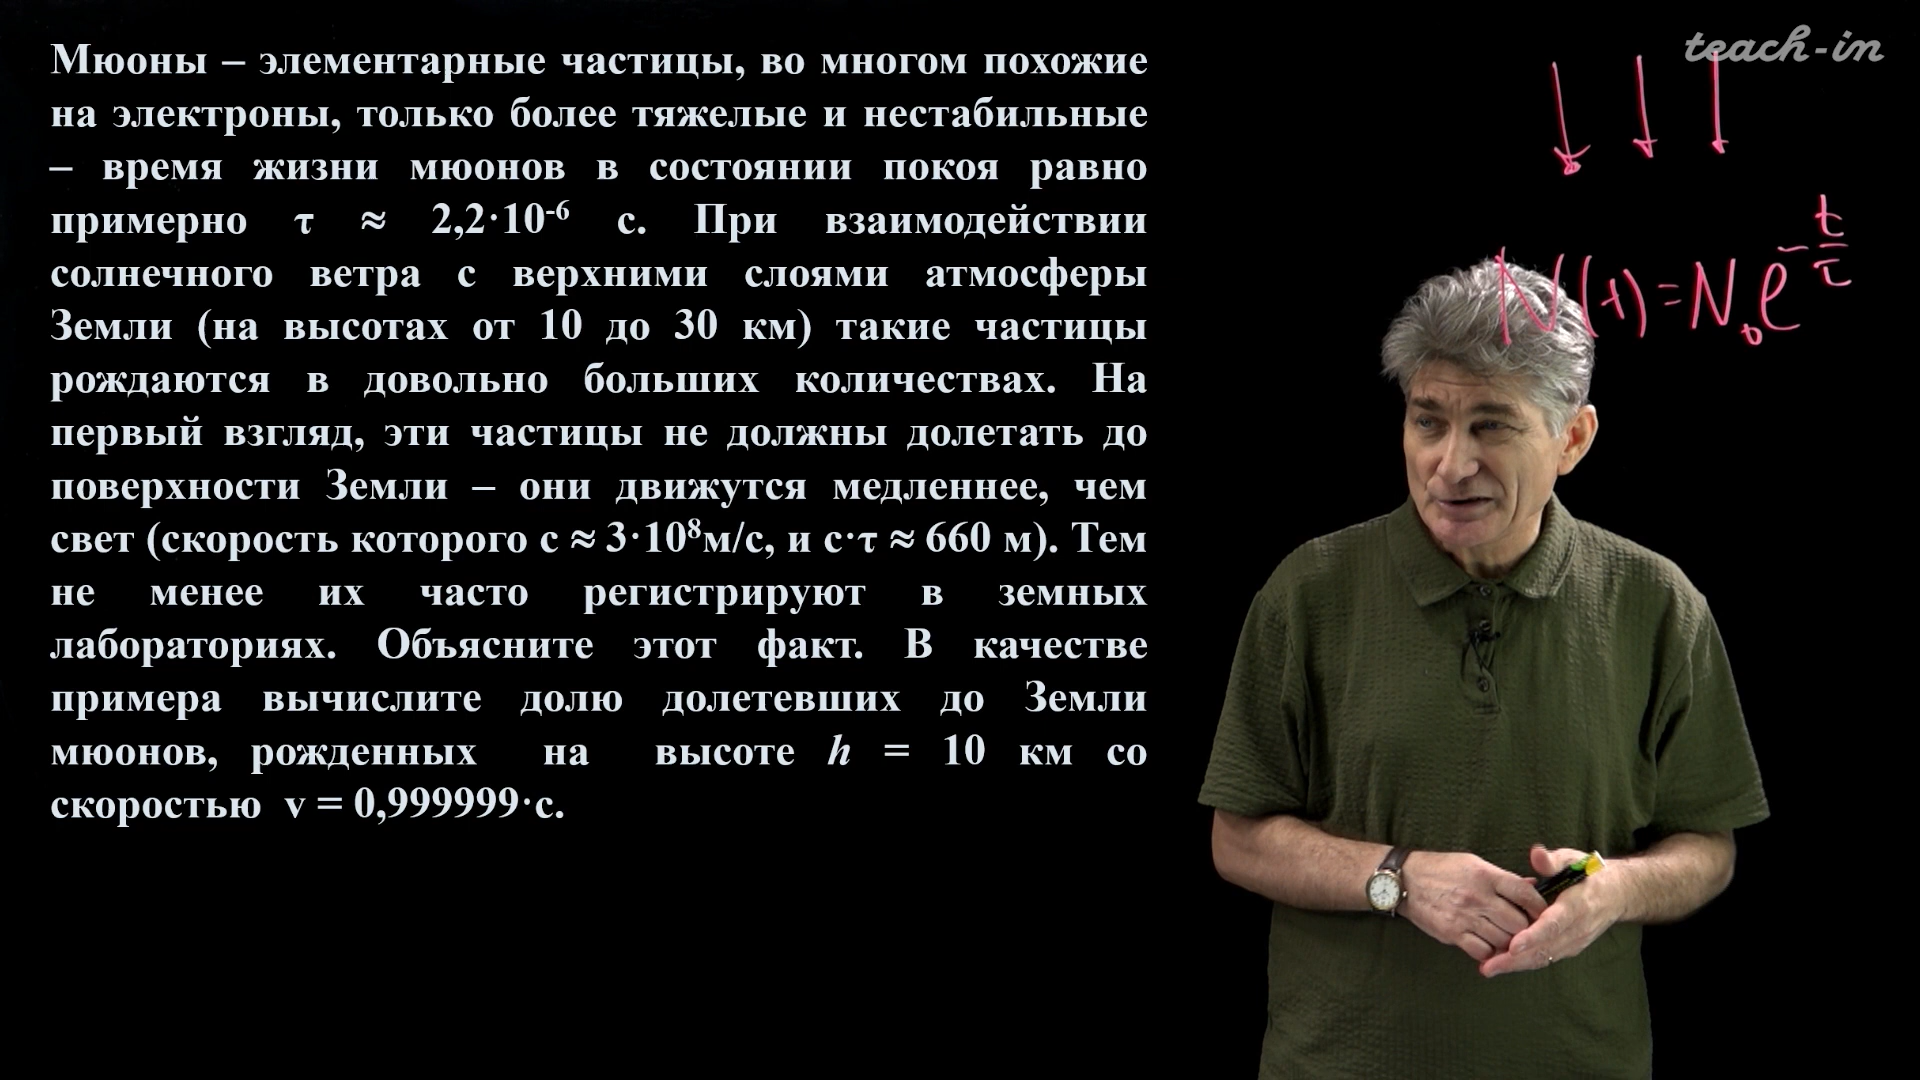 Мюоны – элементарные частицы, во многом похожие
на электроны, только более тяжелые и нестабильные
– время жизни мюонов в состоянии покоя равно
примерно τ ≈ 2,2·10⁻⁶ с. При взаимодействии
солнечного ветра с верхними слоями атмосферы
Земли (на высотах от 10 до 30 км) такие частицы
рождаются в довольно больших количествах. На
первый взгляд, эти частицы не должны долетать до
поверхности Земли – они движутся медленнее, чем
свет (скорость которого с ≈ 3·10⁸м/с, и с·τ ≈ 660 м). Тем
не менее их часто регистрируют в земных
лабораториях. Объясните этот факт. В качестве
примера вычислите долю долетевших до Земли
мюонов, рожденных на высоте h = 10 км со
скоростью v = 0,999999·с.
teach-in
N(t)=N₀e^(-t/τ)